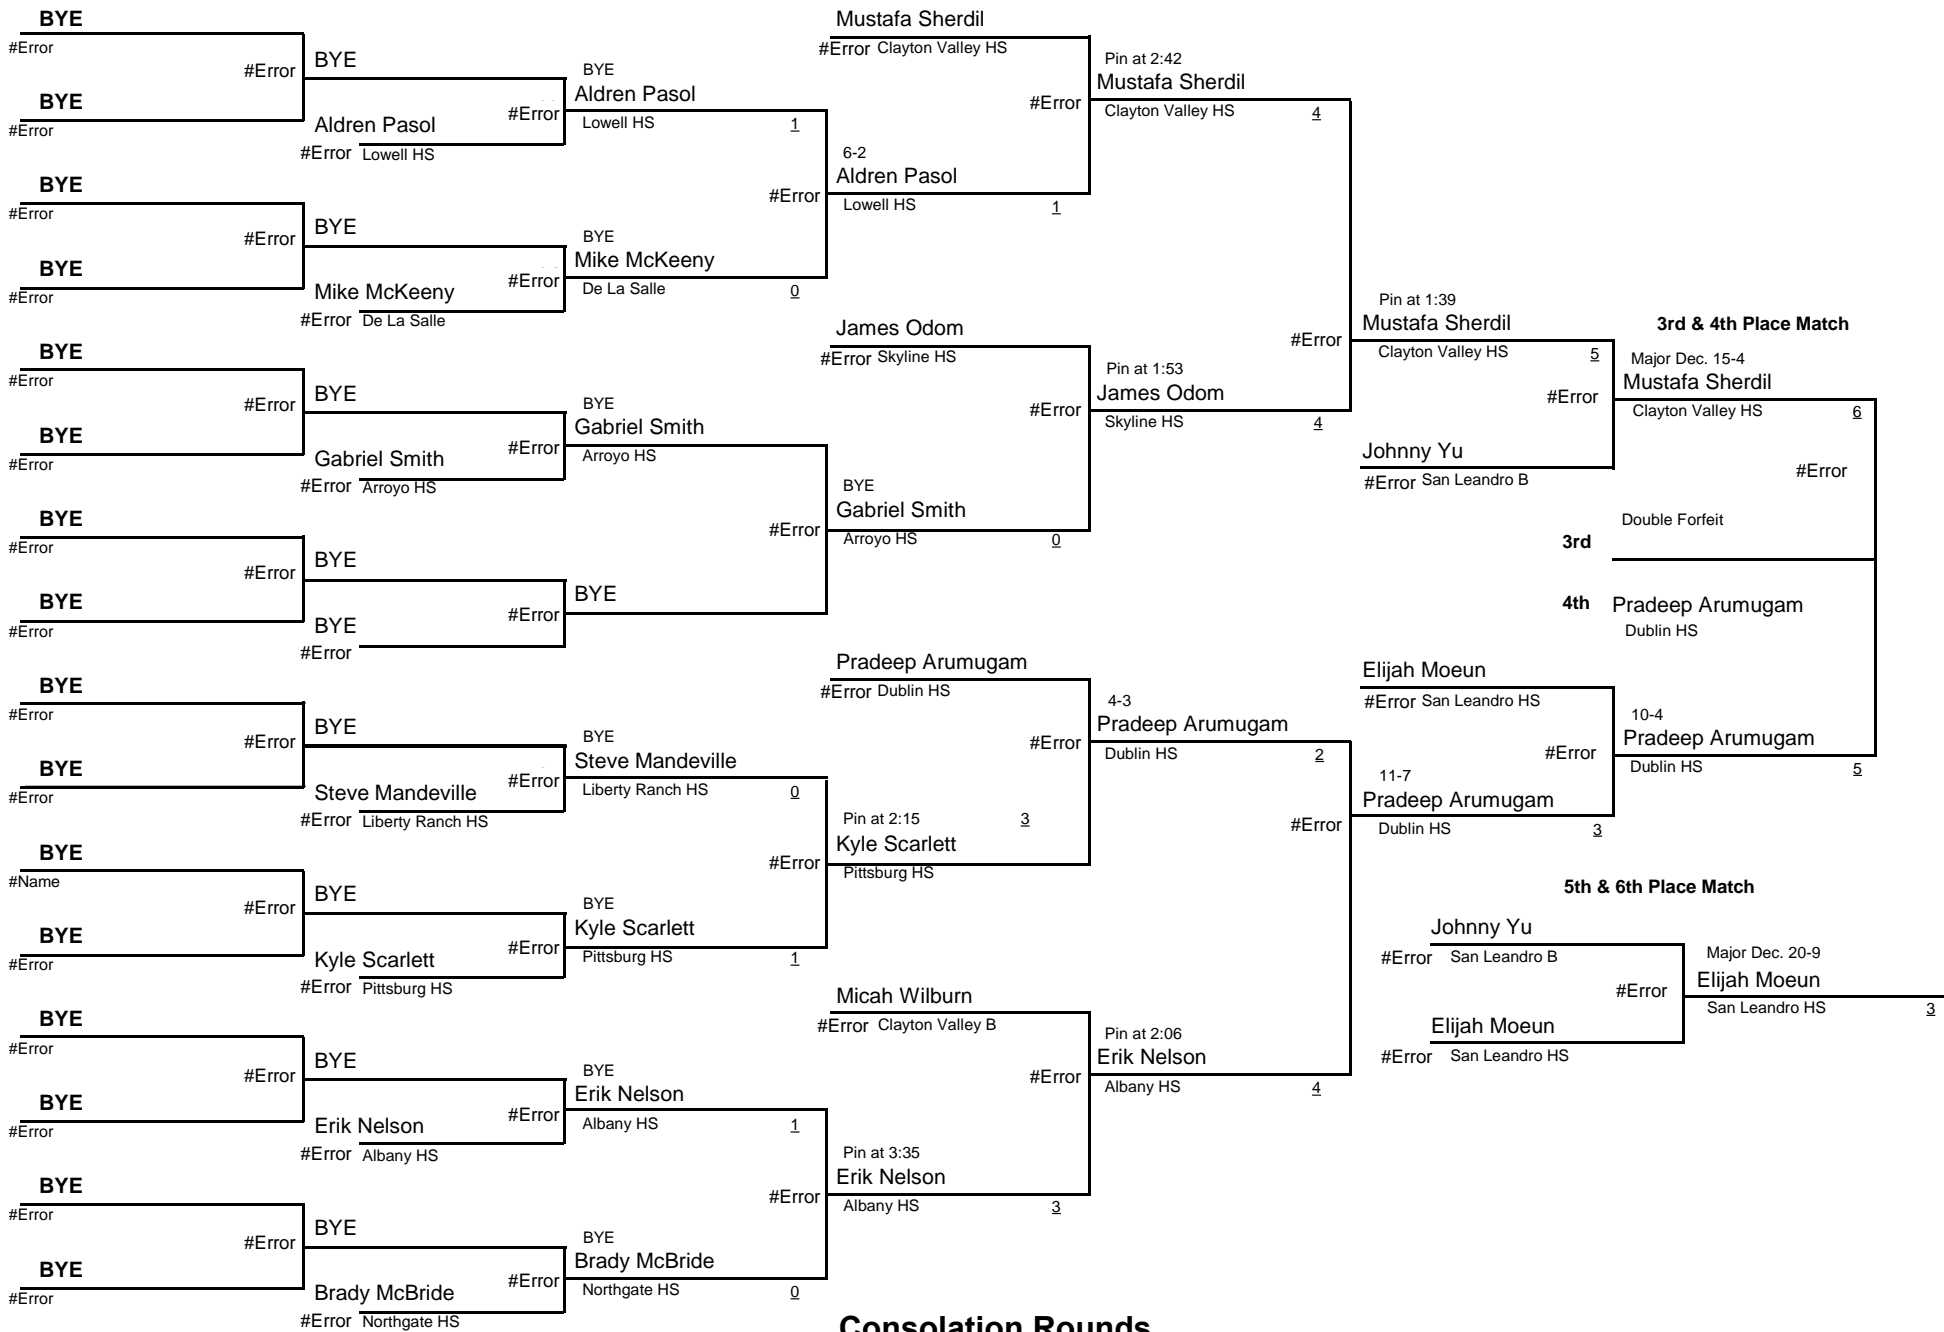 BYE
#Error
#Error
BYE
#Error
BYE
#Error
#Error
BYE
#Error
BYE
#Error
#Error
BYE
#Error
BYE
#Error
#Error
BYE
#Error
BYE
#Error
#Error
BYE
#Error
BYE
#Name
#Error
BYE
#Error
BYE
#Error
#Error
BYE
#Error
BYE
#Error
#Error
BYE
#Error
BYE
#Error
Aldren Pasol
#Error Lowell HS
BYE
#Error
Mike McKeeny
#Error De La Salle
BYE
#Error
Gabriel Smith
#Error Arroyo HS
BYE
#Error
BYE
#Error
BYE
#Error
Steve Mandeville
#Error Liberty Ranch HS
BYE
#Error
Kyle Scarlett
#Error Pittsburg HS
BYE
#Error
Erik Nelson
#Error Albany HS
BYE
#Error
Brady McBride
#Error Northgate HS
BYE
Aldren Pasol
Lowell HS 1
#Error
BYE
Mike McKeeny
De La Salle 0
BYE
Gabriel Smith
Arroyo HS
#Error
BYE
BYE
Steve Mandeville
Liberty Ranch HS 0
#Error
BYE
Kyle Scarlett
Pittsburg HS 1
BYE
Erik Nelson
Albany HS 1
#Error
BYE
Brady McBride
Northgate HS 0
Mustafa Sherdil
#Error Clayton Valley HS
#Error
6-2
Aldren Pasol
Lowell HS 1
James Odom
#Error Skyline HS
#Error
BYE
Gabriel Smith
Arroyo HS 0
Pradeep Arumugam
#Error Dublin HS
#Error
Pin at 2:15 3
Kyle Scarlett
Pittsburg HS
Micah Wilburn
#Error Clayton Valley B
#Error
Pin at 3:35
Erik Nelson
Albany HS 3
Pin at 2:42
Mustafa Sherdil
Clayton Valley HS 4
#Error
Pin at 1:53
James Odom
Skyline HS 4
4-3
Pradeep Arumugam
Dublin HS 2
#Error
Pin at 2:06
Erik Nelson
Albany HS 4
Pin at 1:39
Mustafa Sherdil
Clayton Valley HS 5
#Error
Johnny Yu
#Error San Leandro B
Elijah Moeun
#Error San Leandro HS
#Error
11-7
Pradeep Arumugam
Dublin HS 3
3rd & 4th Place Match
Major Dec. 15-4
Mustafa Sherdil
Clayton Valley HS 6
#Error
Double Forfeit
3rd
4th Pradeep Arumugam
Dublin HS
10-4
Pradeep Arumugam
Dublin HS 5
5th & 6th Place Match
Johnny Yu
#Error San Leandro B
#Error
Elijah Moeun
#Error San Leandro HS
Major Dec. 20-9
Elijah Moeun
San Leandro HS 3
Consolation Rounds